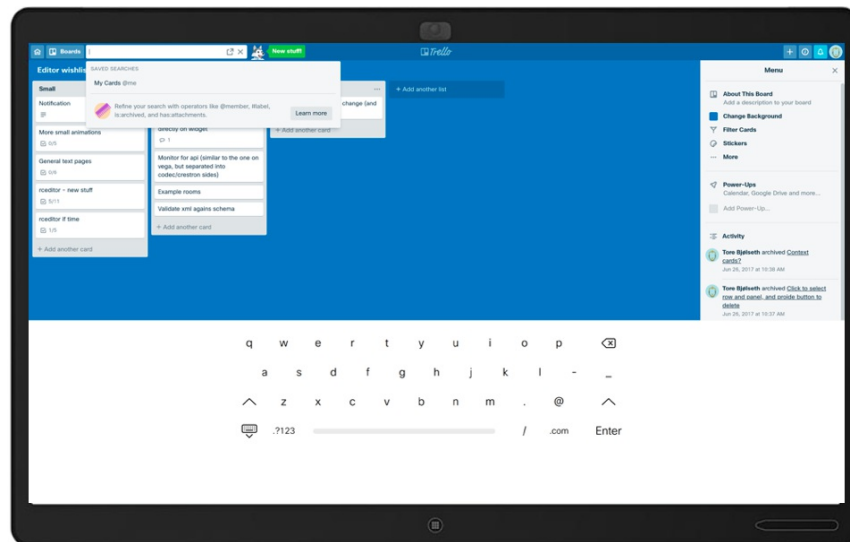 Boards
New stuff!
Trello
Editor wishlis
SAVED SEARCHES
My Cards @me
Refine your search with operators like @member, #label,
is:archived, and has:attachments.
Learn more
Small
Notification
More small animations
0/5
General text pages
0/6
rceditor - new stuff
5/11
rceditor if time
1/5
+ Add another card
directly on widget
1
Monitor for api (similar to the one on
vega, but separated into
codec/crestron sides)
Example rooms
Validate xml agains schema
+ Add another card
change (and
+ Add another card
+ Add another list
Menu
About This Board
Add a description to your board
Change Background
Filter Cards
Stickers
More
Power-Ups
Calendar, Google Drive and more...
Add Power-Up...
Activity
Tore Bjølseth archived Context
cards?
Jun 26, 2017 at 10:38 AM
Tore Bjølseth archived Click to select
row and panel, and proide button to
delete
Jun 26, 2017 at 10:37 AM
q w e r t y u i o p
a s d f g h j k l - _
z x c v b n m . @
.?123 / .com Enter